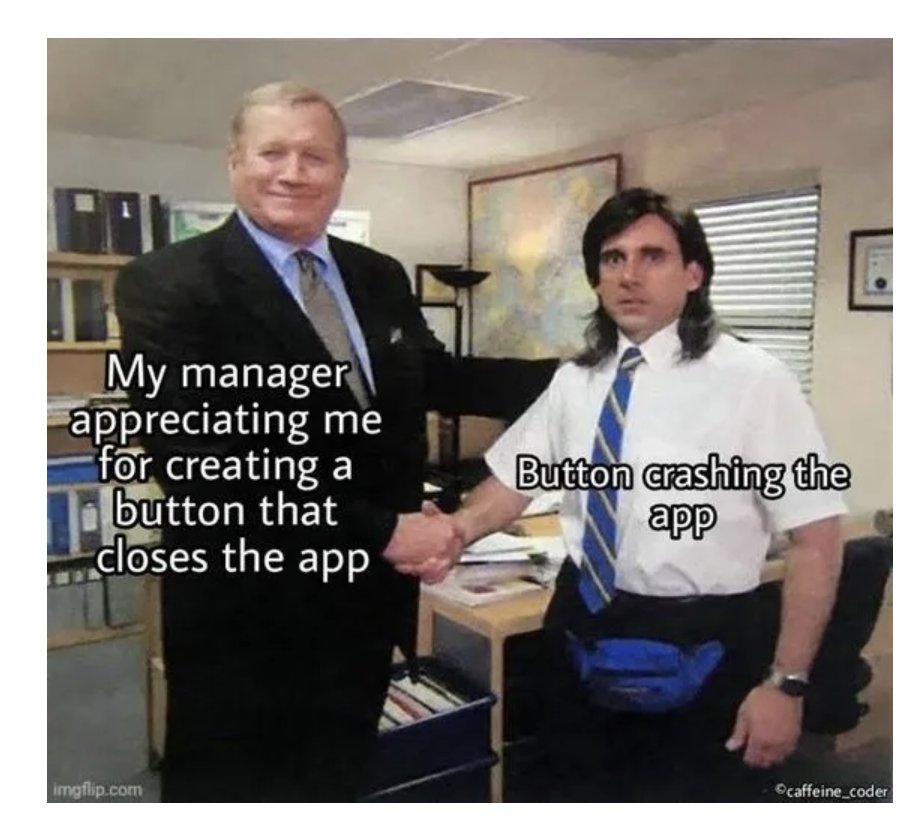 My manager
appreciating me
for creating a
button that
closes the app
Button crashing the
app
imgflip.com
©caffeine_coder